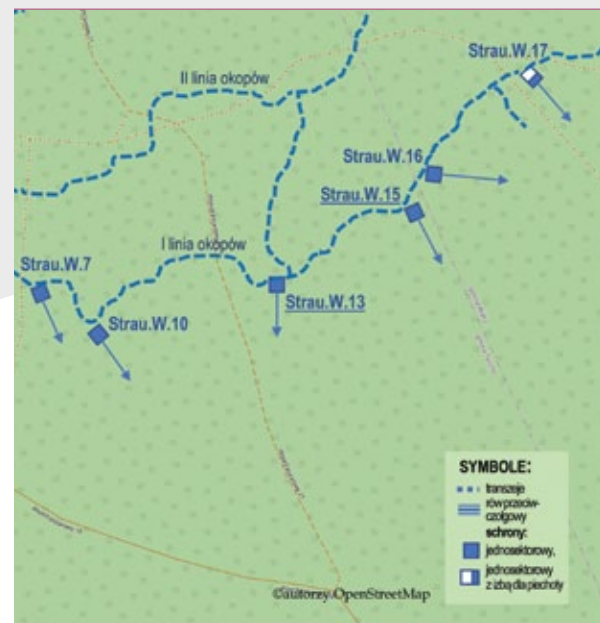 Strau.W.17
II linia okopów
Strau.W.16
Strau.W.15
I linia okopów
Strau.W.7
Strau.W.13
Strau.W.10
SYMBOLE:
transzeje
rów przeciw-
czołgowy
schrony:
jednosektorowy,
jednosektorowy
z izbą dla piechoty
©autorzy OpenStreetMap